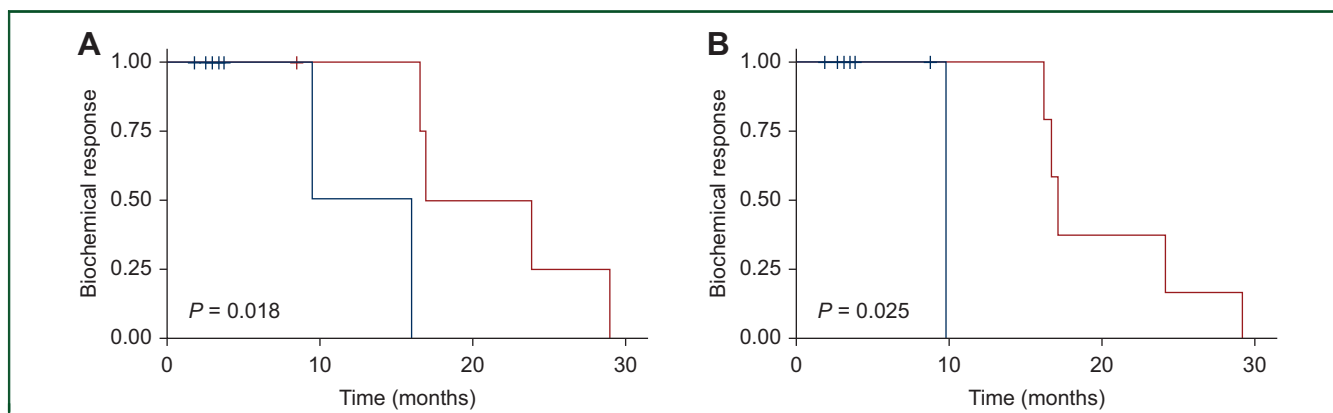 A
Biochemical response
1.00
0.75
0.50
0.25
0.00
P = 0.018
0 10 20 30
Time (months)
B
Biochemical response
1.00
0.75
0.50
0.25
0.00
P = 0.025
0 10 20 30
Time (months)